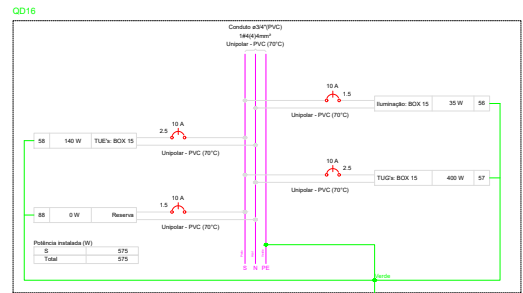 QD16
Conduto ø3/4"(PVC)
1#4(4)4mm²
Unipolar - PVC (70°C)
10 A
1.5
Iluminação: BOX 15 35 W 56
Unipolar - PVC (70°C)
10 A
2.5
58 140 W TUE's: BOX 15
Unipolar - PVC (70°C)
10 A
2.5
TUG's: BOX 15 400 W 57
Unipolar - PVC (70°C)
10 A
1.5
88 0 W Reserva
Unipolar - PVC (70°C)
Potência instalada (W)
S 575
Total 575
S N PE
Verde